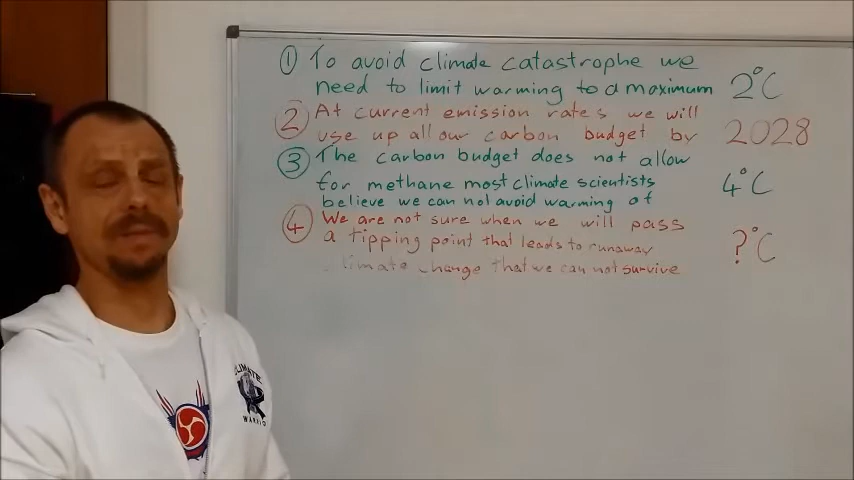 ① To avoid climate catastrophe we
need to limit warming to a maximum 2°C
② At current emission rates we will
use up all our carbon budget by 2028
③ The carbon budget does not allow
for methane most climate scientists
believe we can not avoid warming of 4°C
④ We are not sure when we will pass
a tipping point that leads to runaway ?°C
climate change that we can not survive
CLIMATE
WARRIOR